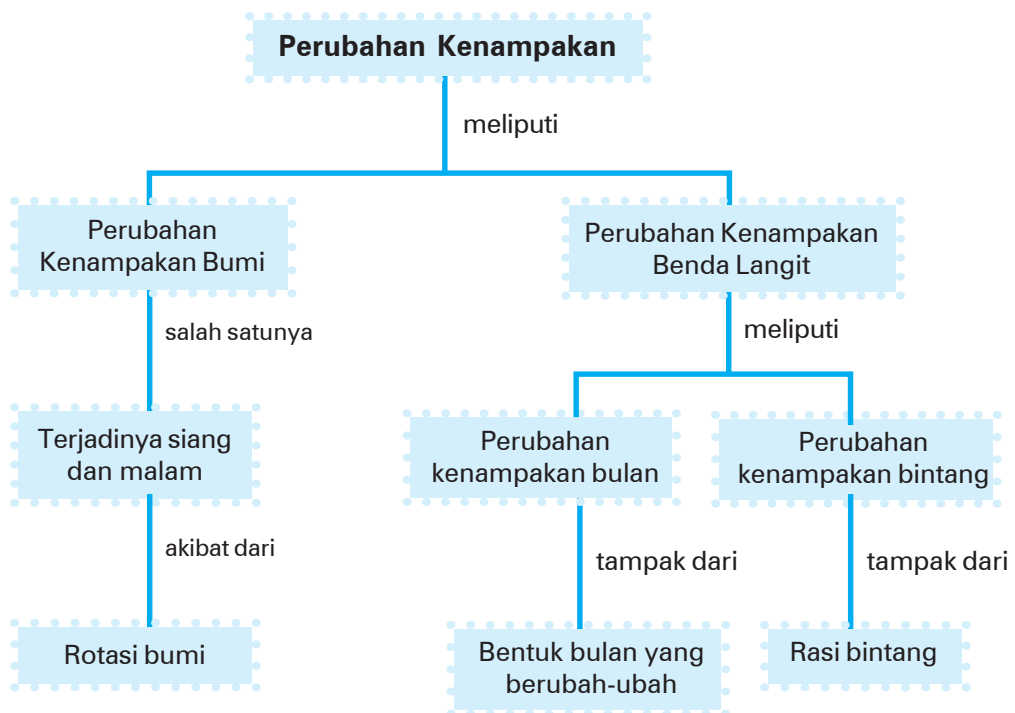 Perubahan Kenampakan
meliputi
Perubahan
Kenampakan Bumi
Perubahan Kenampakan
Benda Langit
salah satunya
meliputi
Terjadinya siang
dan malam
Perubahan
kenampakan bulan
Perubahan
kenampakan bintang
akibat dari
tampak dari
tampak dari
Rotasi bumi
Bentuk bulan yang
berubah-ubah
Rasi bintang